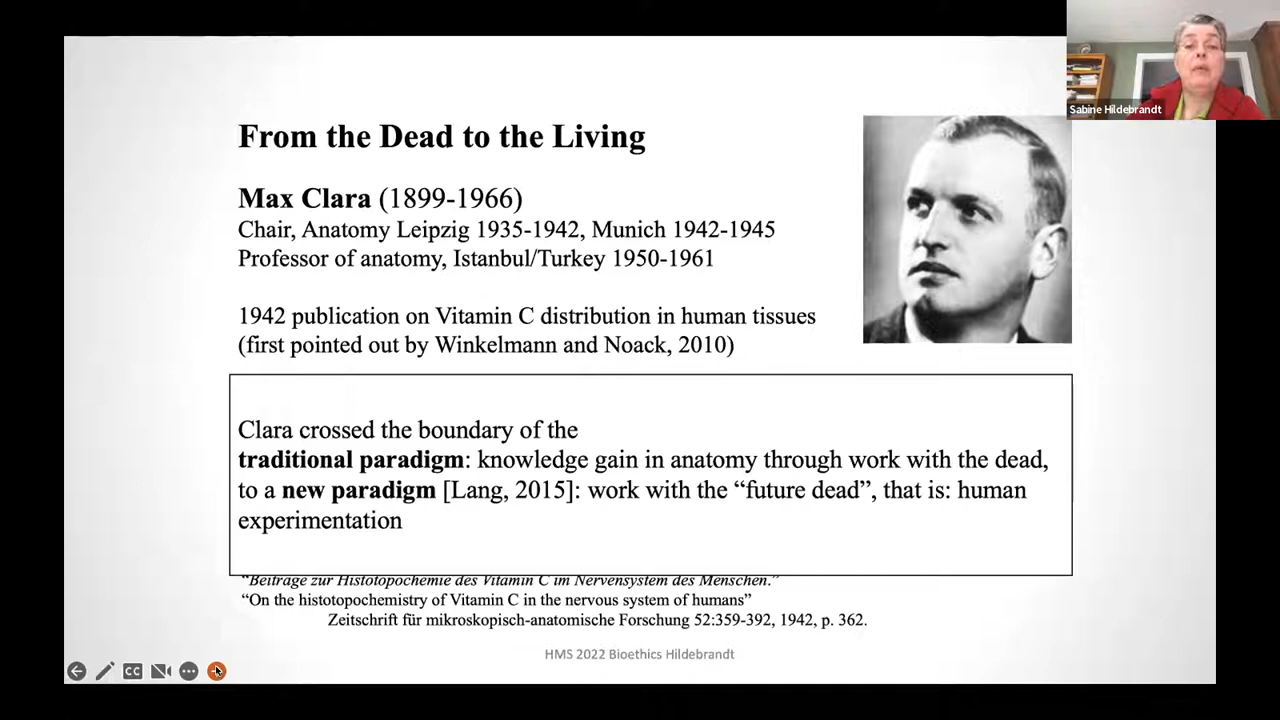 Sabine Hildebrandt
From the Dead to the Living
Max Clara (1899-1966)
Chair, Anatomy Leipzig 1935-1942, Munich 1942-1945
Professor of anatomy, Istanbul/Turkey 1950-1961
1942 publication on Vitamin C distribution in human tissues
(first pointed out by Winkelmann and Noack, 2010)
Clara crossed the boundary of the
traditional paradigm: knowledge gain in anatomy through work with the dead,
to a new paradigm [Lang, 2015]: work with the “future dead”, that is: human
experimentation
“Beiträge zur Histotopochemie des Vitamin C im Nervensystem des Menschen.”
“On the histotopochemistry of Vitamin C in the nervous system of humans”
Zeitschrift für mikroskopisch-anatomische Forschung 52:359-392, 1942, p. 362.
HMS 2022 Bioethics Hildebrandt
CC